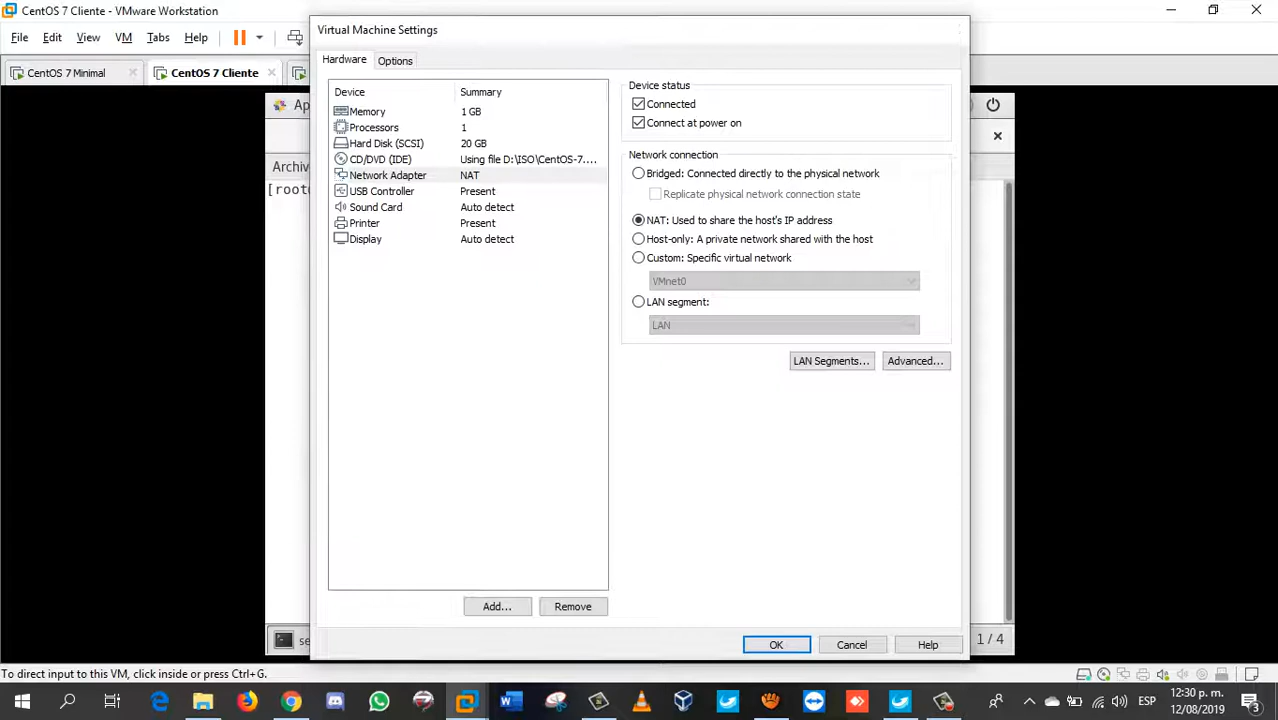 CentOS 7 Cliente - VMware Workstation
File Edit View VM Tabs Help
CentOS 7 Minimal
CentOS 7 Cliente
Ap
Archiv
[root
se
1 / 4
Virtual Machine Settings
Hardware Options
Device Summary
Memory 1 GB
Processors 1
Hard Disk (SCSI) 20 GB
CD/DVD (IDE) Using file D:\ISO\CentOS-7....
Network Adapter NAT
USB Controller Present
Sound Card Auto detect
Printer Present
Display Auto detect
Add... Remove
Device status
Connected
Connect at power on
Network connection
Bridged: Connected directly to the physical network
Replicate physical network connection state
NAT: Used to share the host's IP address
Host-only: A private network shared with the host
Custom: Specific virtual network
VMnet0
LAN segment:
LAN
LAN Segments... Advanced...
OK Cancel Help
To direct input to this VM, click inside or press Ctrl+G.
ESP
12:30 p. m.
12/08/2019
3